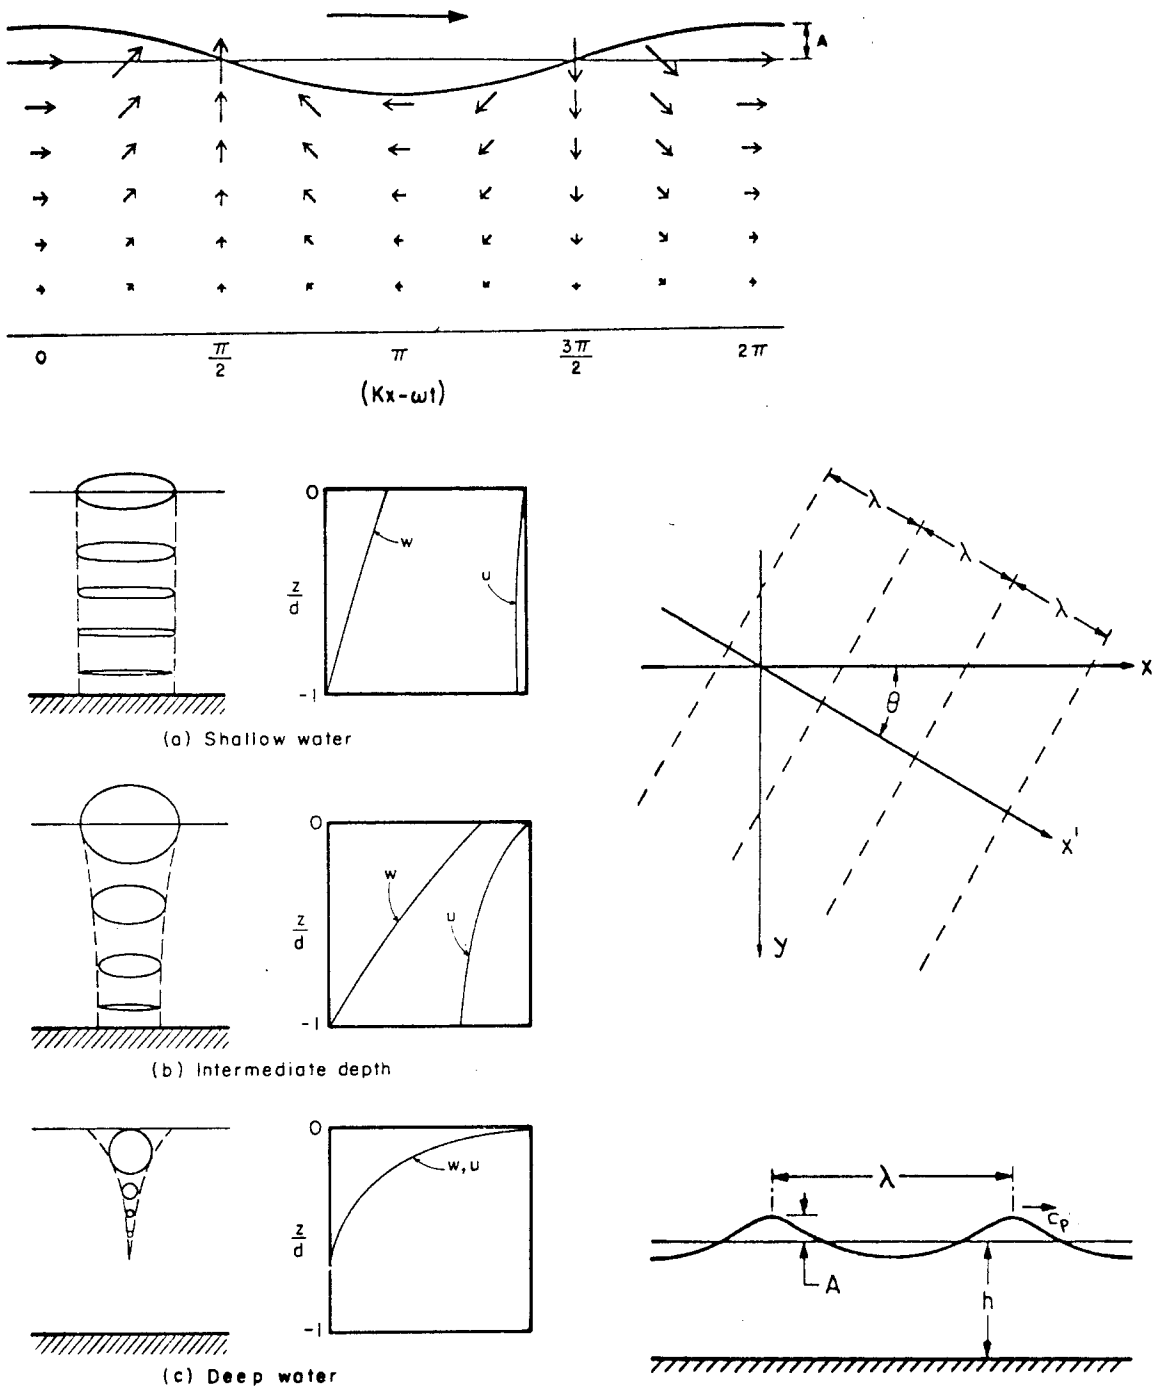 A
0
π/2
π
3π/2
2π
(Kx-ωt)
0
w
z/d
u
-1
(a) Shallow water
0
w
z/d
u
-1
(b) Intermediate depth
0
w,u
z/d
-1
(c) Deep water
λ
λ
λ
x
θ
x'
y
λ
Cp
A
h